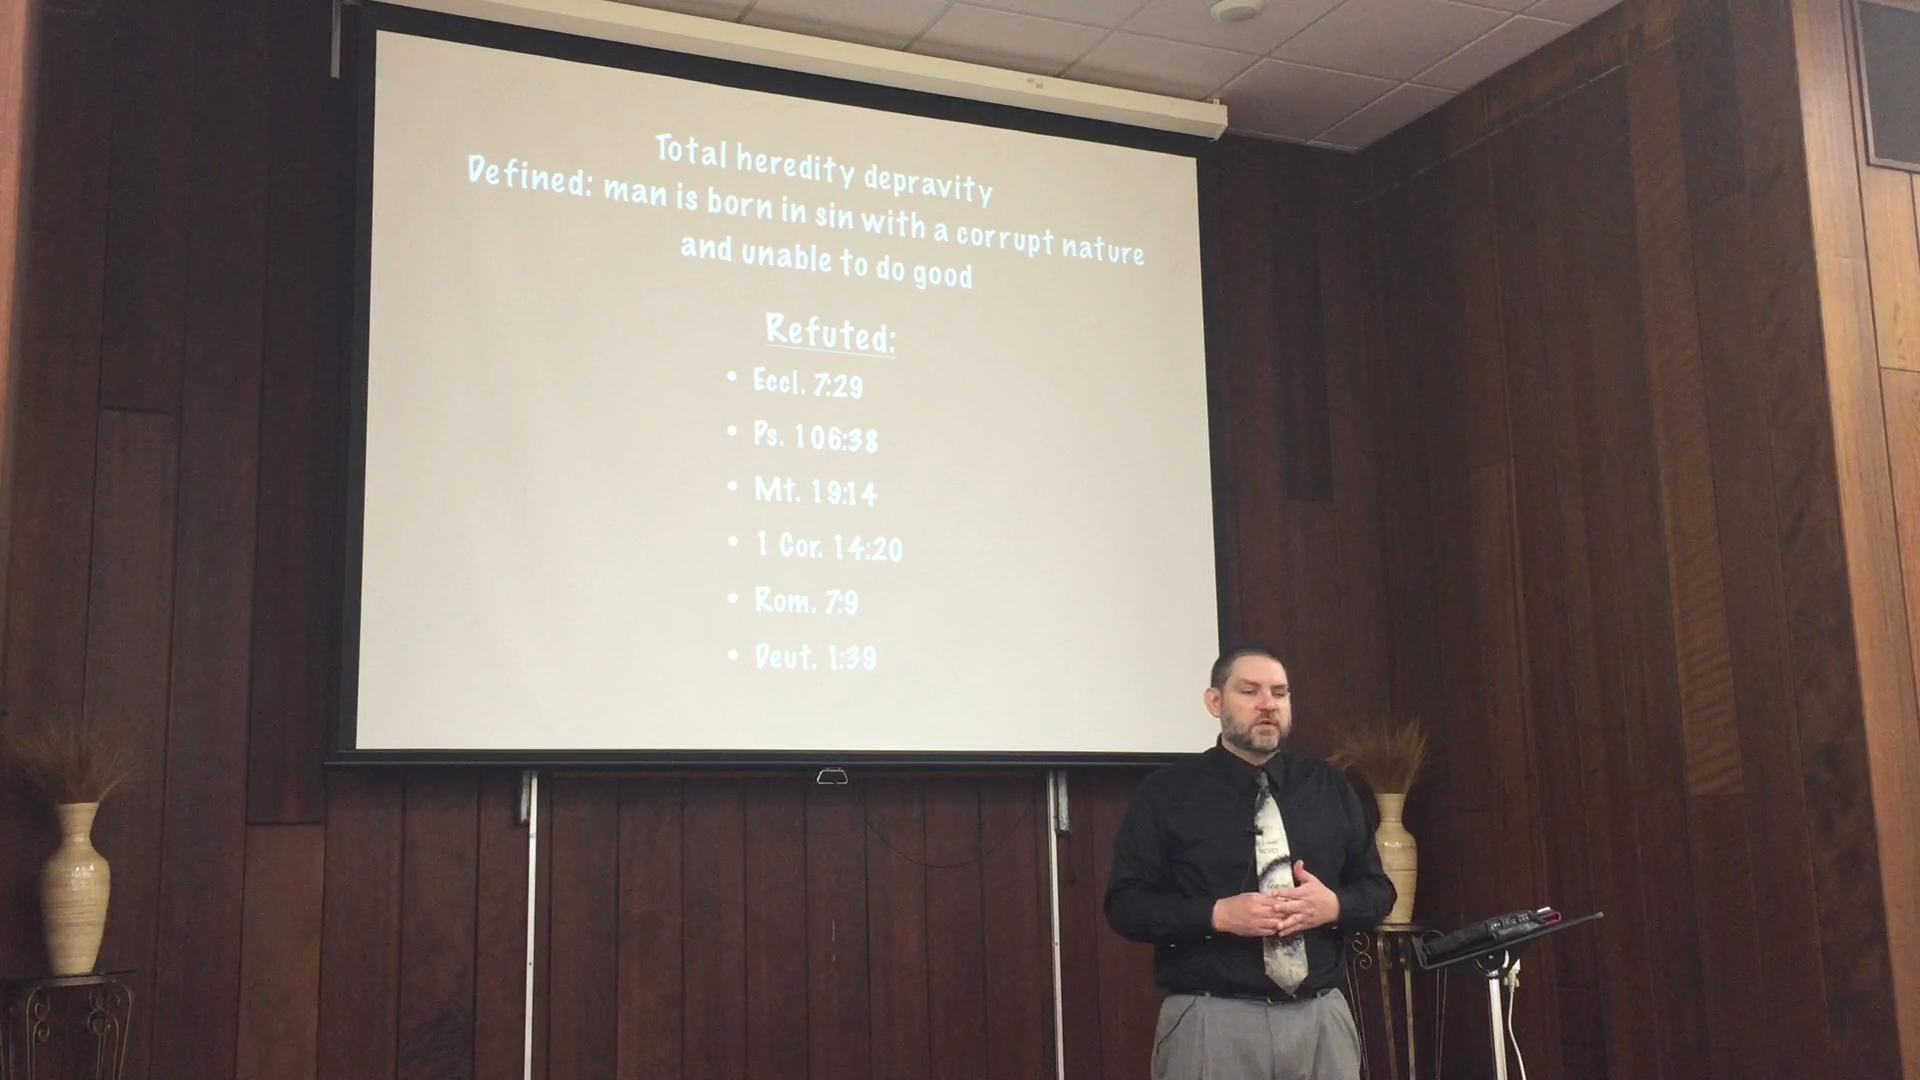 Total heredity depravity
Defined: man is born in sin with a corrupt nature
and unable to do good
Refuted:
• Eccl. 7:29
• Ps. 106:38
• Mt. 19:14
• 1 Cor. 14:20
• Rom. 7:9
• Deut. 1:39